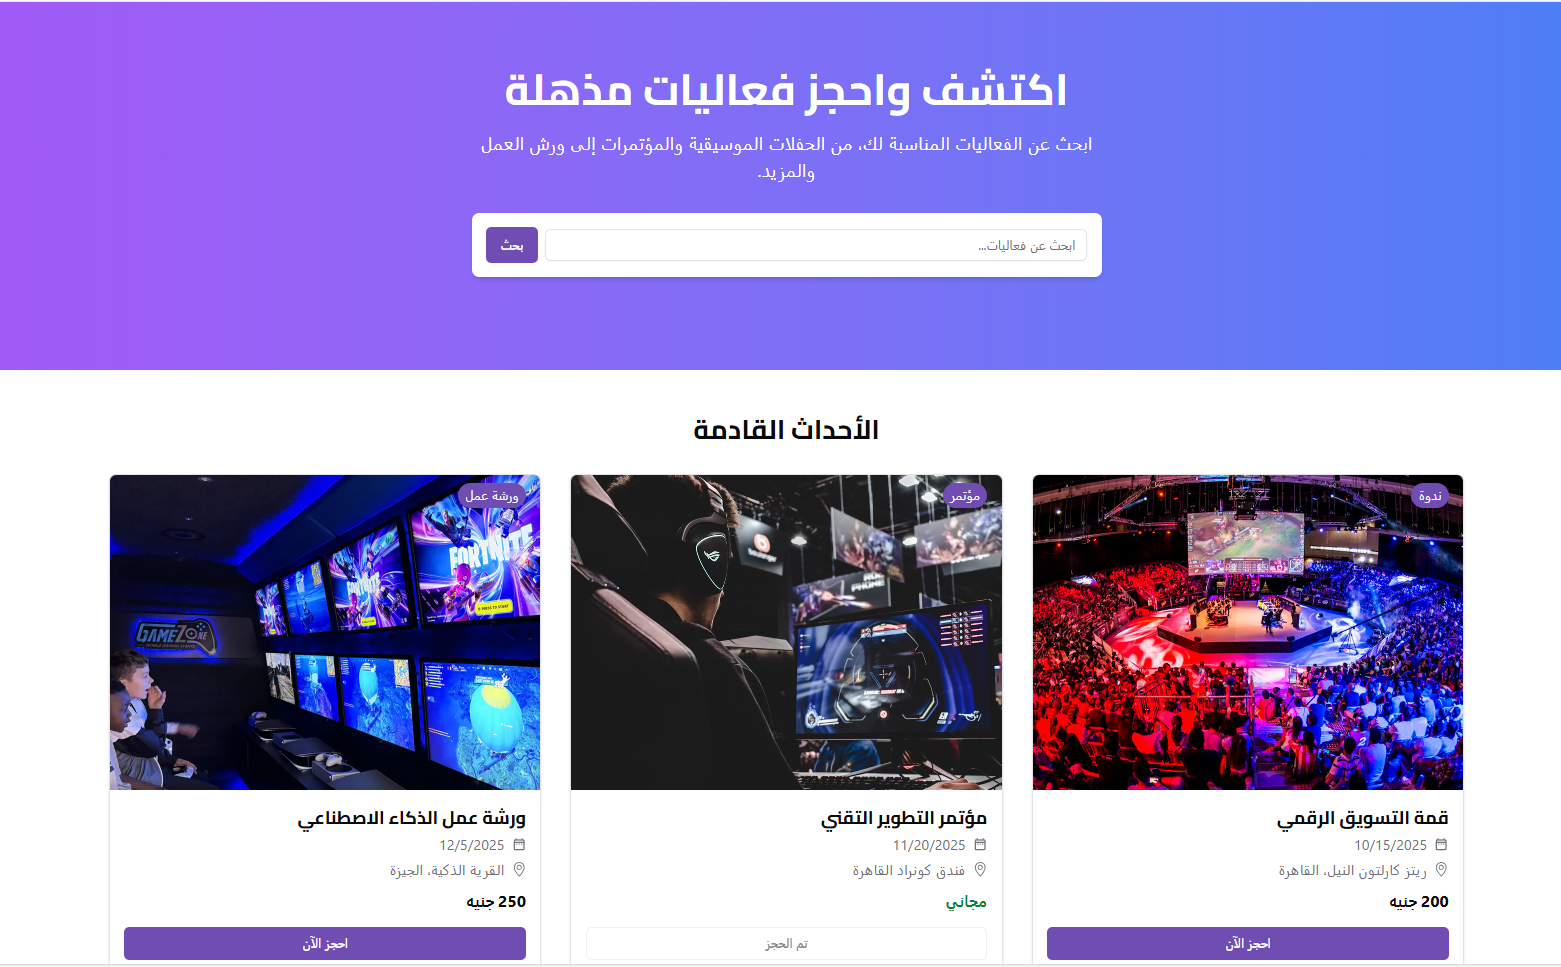 اكتشف واحجز فعاليات مذهلة
ابحث عن الفعاليات المناسبة لك، من الحفلات الموسيقية والمؤتمرات إلى ورش العمل
والمزيد.
ابحث عن فعاليات...
بحث
الأحداث القادمة
ندوة
قمة التسويق الرقمي
10/15/2025
ريتز كارلتون النيل، القاهرة
200 جنيه
احجز الآن
مؤتمر
مؤتمر التطوير التقني
11/20/2025
فندق كونراد القاهرة
مجاني
تم الحجز
ورشة عمل
FORTNITE
GAMEZONE
ورشة عمل الذكاء الاصطناعي
12/5/2025
القرية الذكية، الجيزة
250 جنيه
احجز الآن